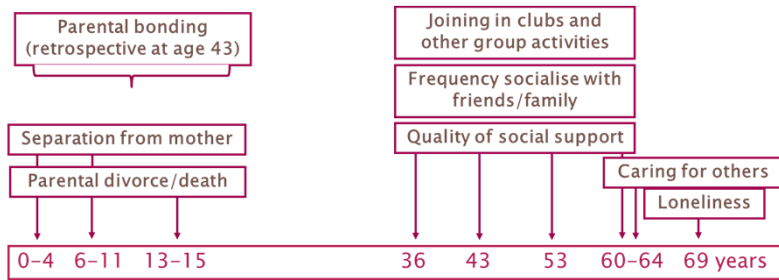 Parental bonding
(retrospective at age 43)
Joining in clubs and
other group activities
Frequency socialise with
friends/family
Separation from mother
Quality of social support
Parental divorce/death
Caring for others
Loneliness
0–4 6–11 13–15 36 43 53 60–64 69 years